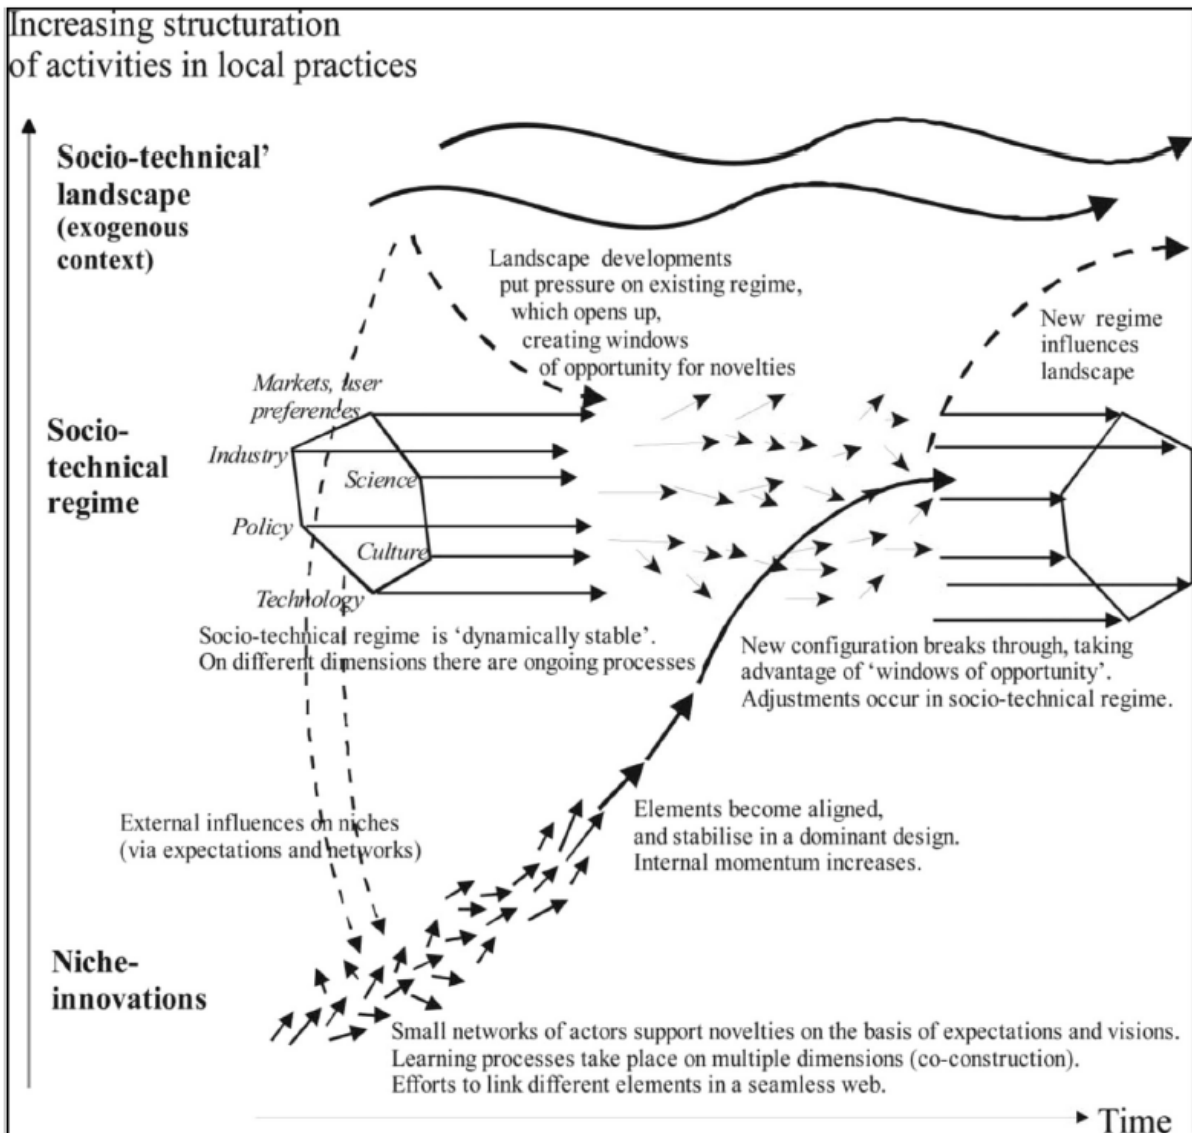 Increasing structuration
of activities in local practices
Socio-technical’
landscape
(exogenous
context)
Landscape developments
put pressure on existing regime,
which opens up,
creating windows
of opportunity for novelties
New regime
influences
landscape
Markets, user
preferences
Socio-
technical
regime
Industry
Science
Policy
Culture
Technology
Socio-technical regime is ‘dynamically stable’.
On different dimensions there are ongoing processes
New configuration breaks through, taking
advantage of ‘windows of opportunity’.
Adjustments occur in socio-technical regime.
External influences on niches
(via expectations and networks)
Elements become aligned,
and stabilise in a dominant design.
Internal momentum increases.
Niche-
innovations
Small networks of actors support novelties on the basis of expectations and visions.
Learning processes take place on multiple dimensions (co-construction).
Efforts to link different elements in a seamless web.
Time